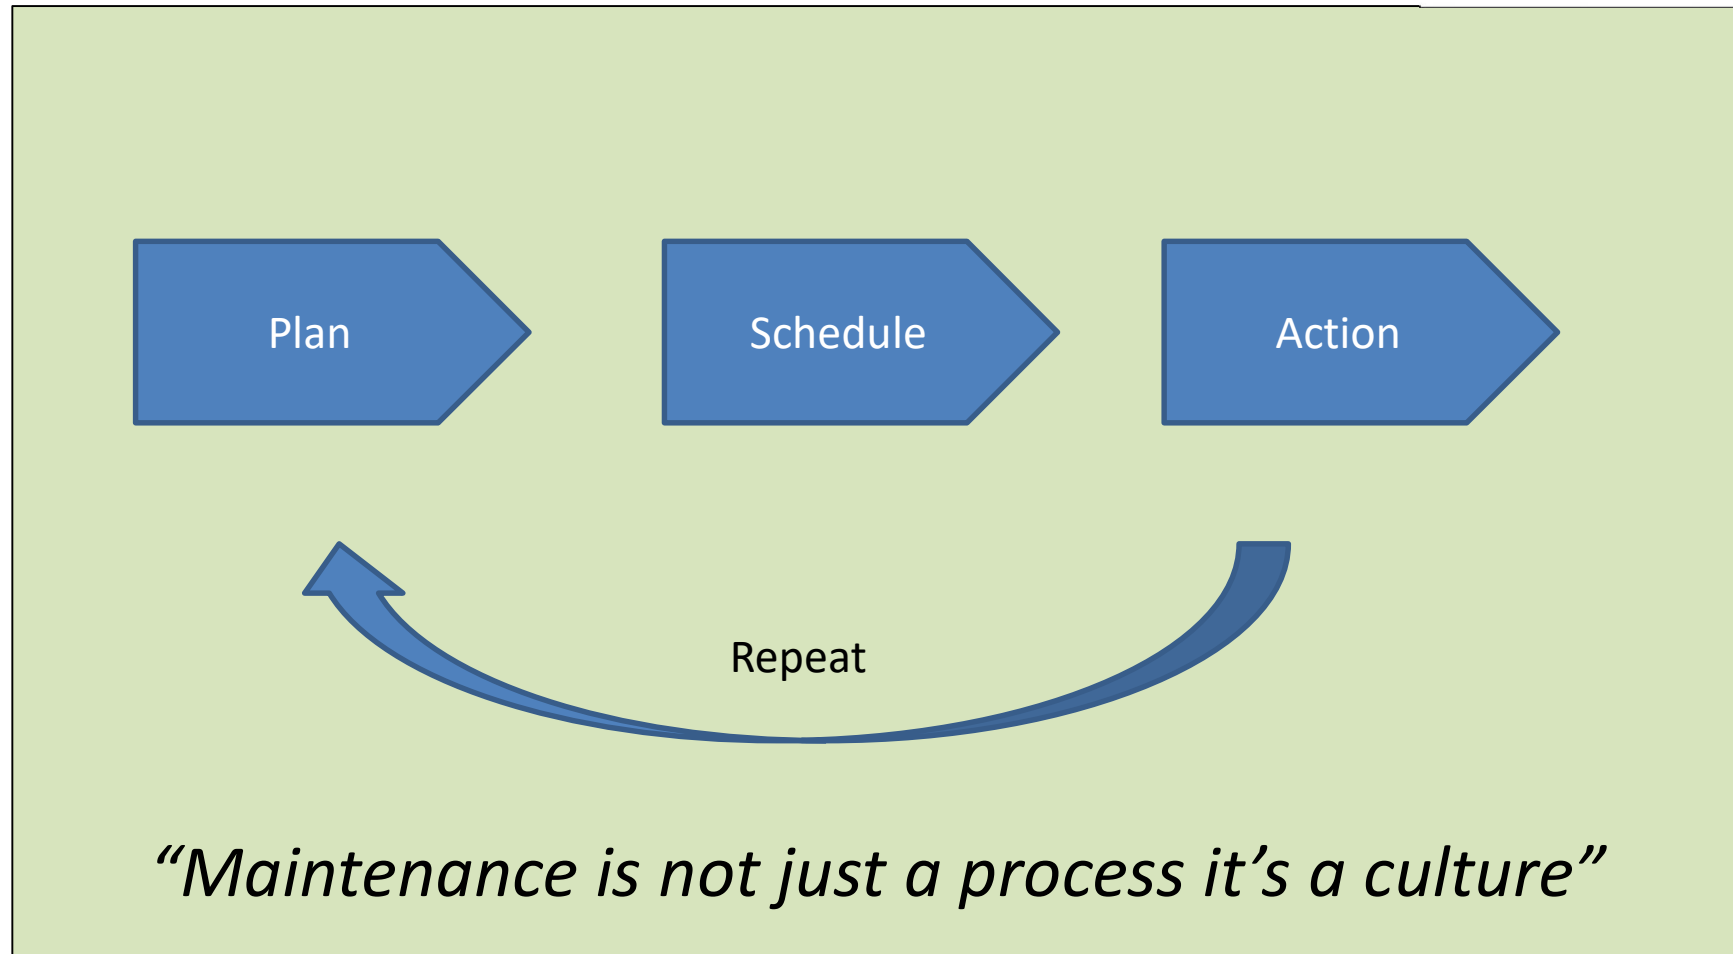 Plan
Schedule
Action
Repeat
“Maintenance is not just a process it’s a culture”